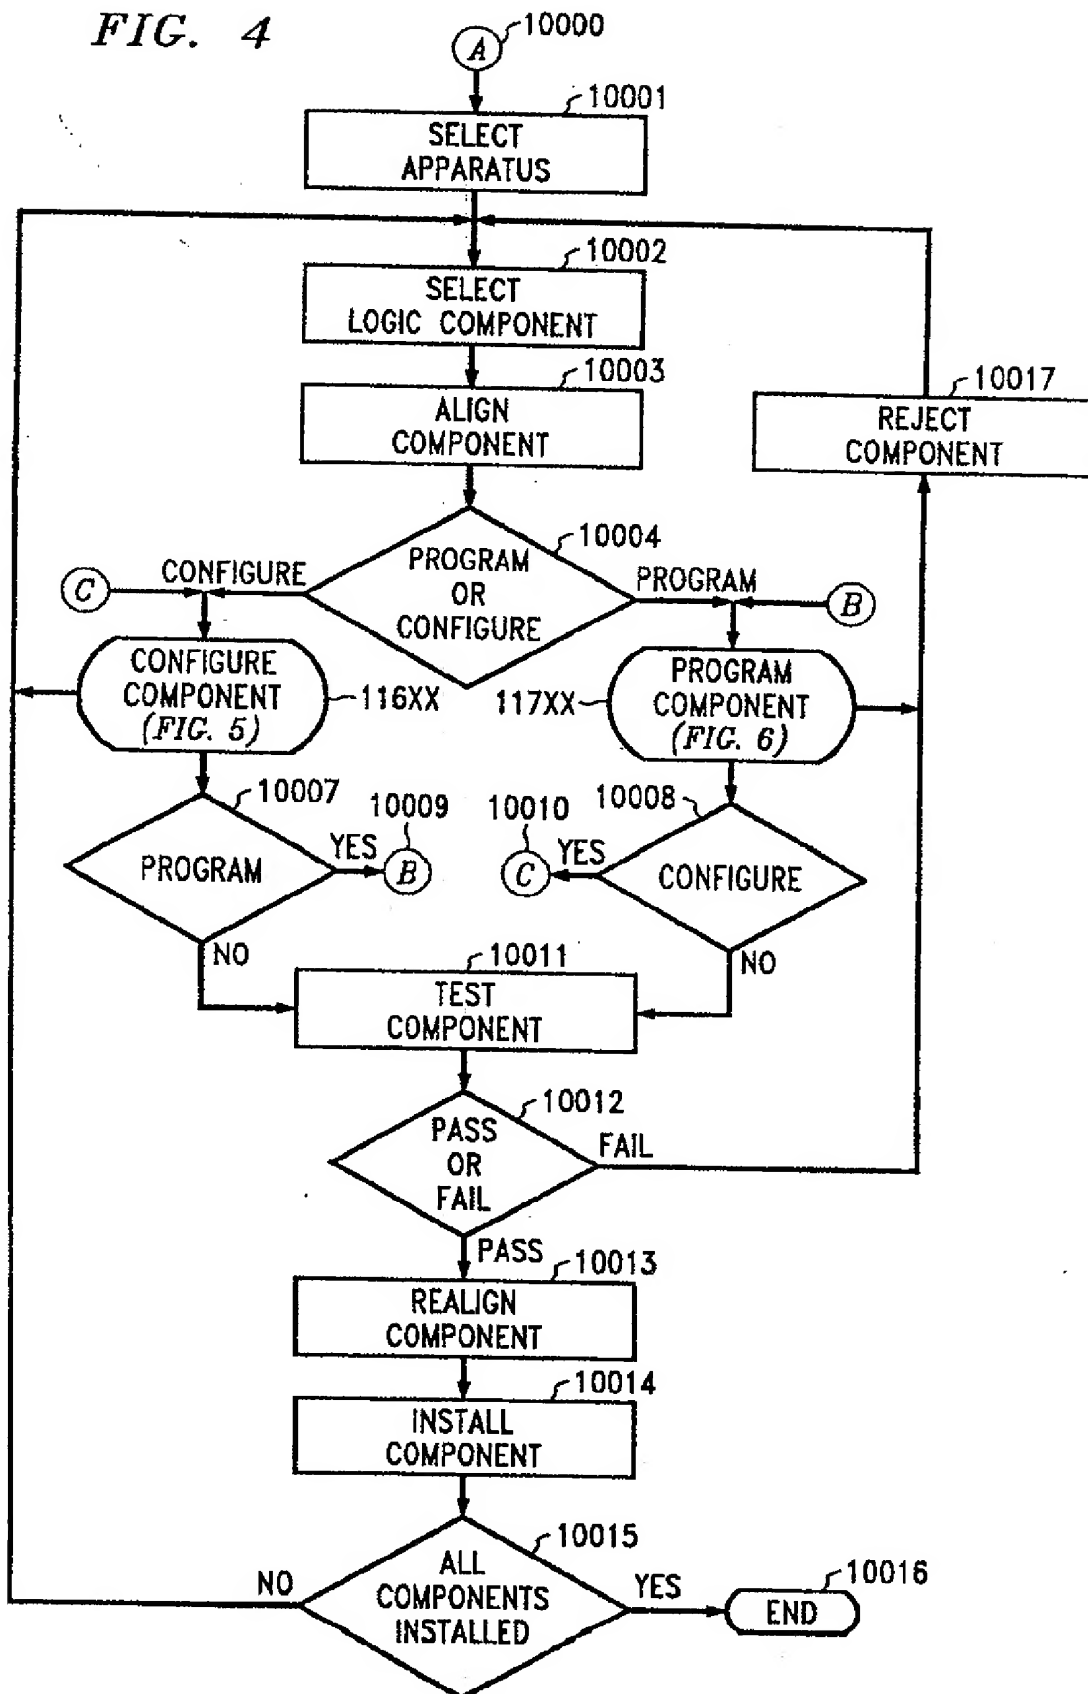 FIG. 4
A
10000
10001
SELECT
APPARATUS
10002
SELECT
LOGIC COMPONENT
10003
ALIGN
COMPONENT
10017
REJECT
COMPONENT
10004
PROGRAM
OR
CONFIGURE
C
CONFIGURE
PROGRAM
B
CONFIGURE
COMPONENT
(FIG. 5)
116XX
117XX
PROGRAM
COMPONENT
(FIG. 6)
10007
10009
10010
10008
PROGRAM
YES
B
C
YES
CONFIGURE
NO
NO
10011
TEST
COMPONENT
10012
PASS
OR
FAIL
FAIL
PASS
10013
REALIGN
COMPONENT
10014
INSTALL
COMPONENT
10015
ALL
COMPONENTS
INSTALLED
NO
YES
10016
END